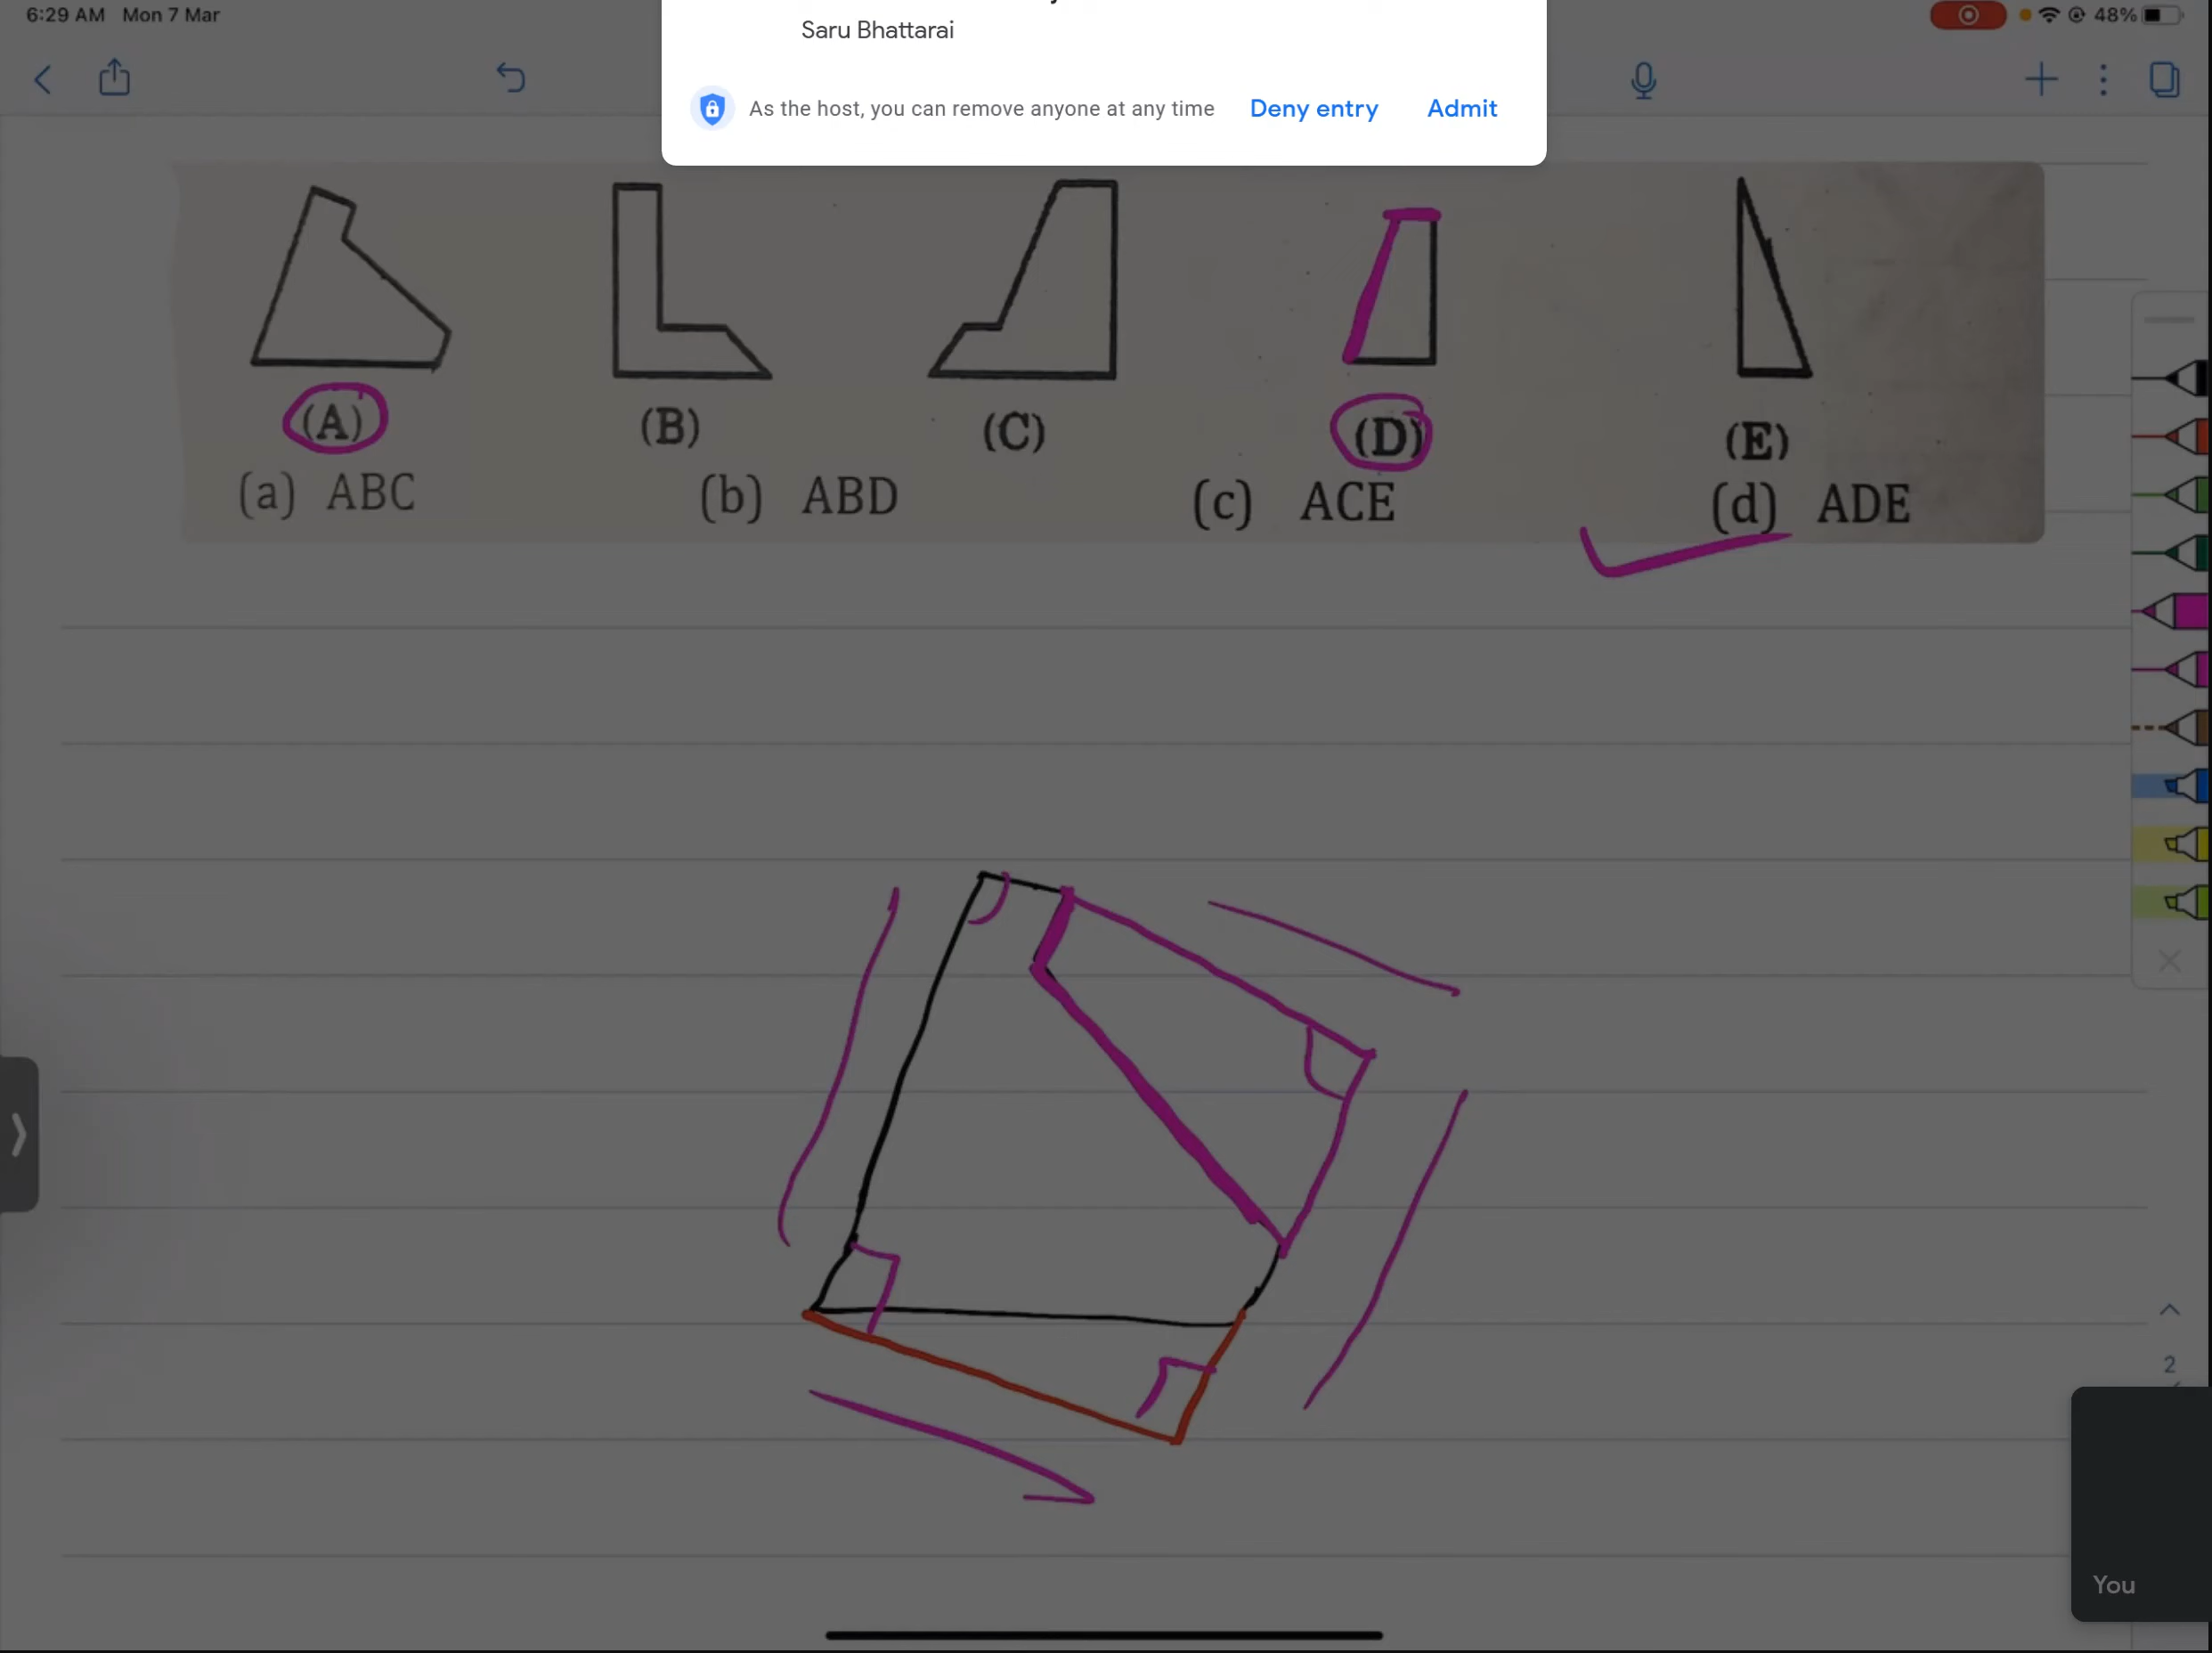 6:29 AM Mon 7 Mar
48%
Saru Bhattarai
As the host, you can remove anyone at any time
Deny entry
Admit
(A) (B) (C) (D) (E)
(a) ABC (b) ABD (c) ACE (d) ADE
2
You